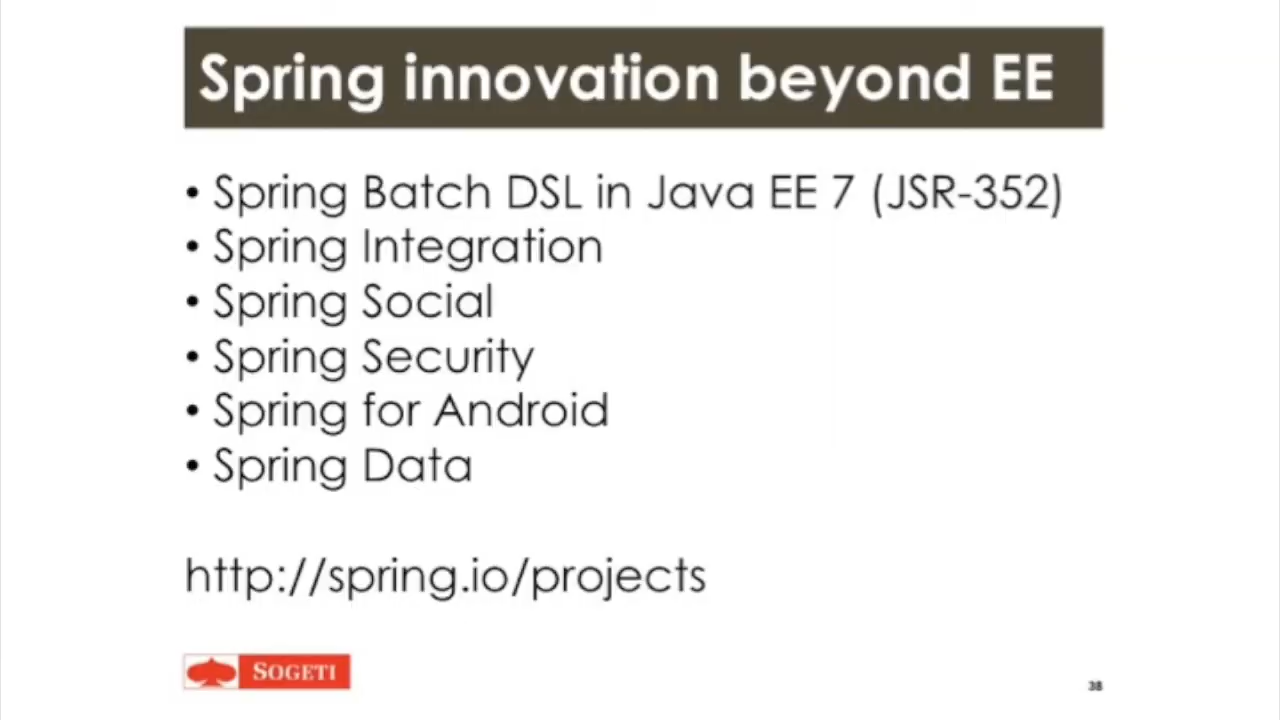 Spring innovation beyond EE
• Spring Batch DSL in Java EE 7 (JSR-352)
• Spring Integration
• Spring Social
• Spring Security
• Spring for Android
• Spring Data
http://spring.io/projects
SOGETI
38